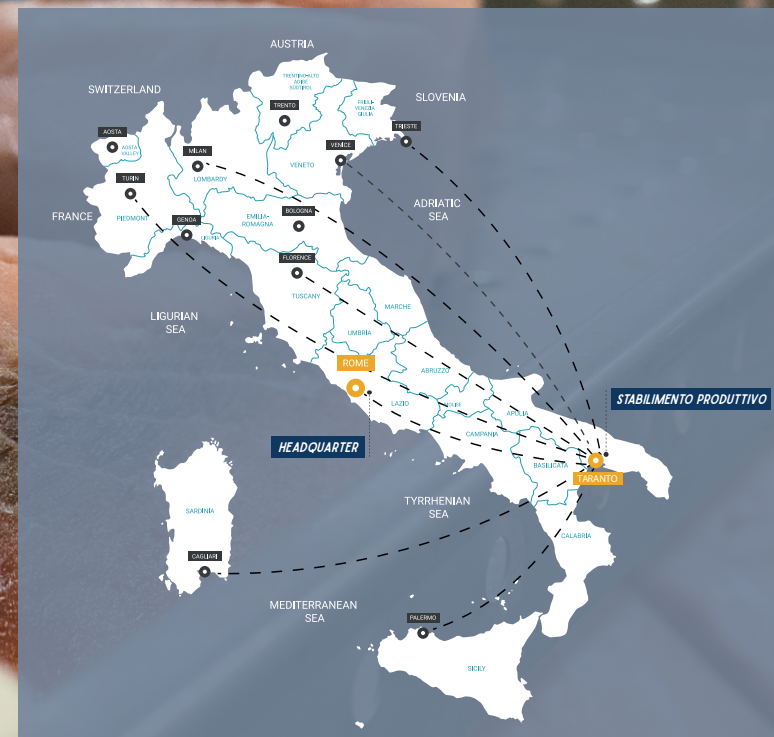 AUSTRIA
SWITZERLAND
TRENTINO-ALTO
ADIGE
SÜDTIROL
SLOVENIA
TRENTO
FRIULI-
VENEZIA
GIULIA
AOSTA
TRIESTE
AOSTA
VALLEY
MILAN
VENICE
VENETO
LOMBARDY
TURIN
ADRIATIC
SEA
FRANCE
PIEDMONT
GENOA
EMILIA-
ROMAGNA
BOLOGNA
LIGURIA
FLORENCE
TUSCANY
MARCHE
LIGURIAN
SEA
UMBRIA
ROME
ABRUZZO
STABILIMENTO PRODUTTIVO
LAZIO
MOLISE
APULIA
HEADQUARTER
CAMPANIA
BASILICATA
TARANTO
TYRRHENIAN
SEA
SARDINIA
CALABRIA
CAGLIARI
MEDITERRANEAN
SEA
PALERMO
SICILY